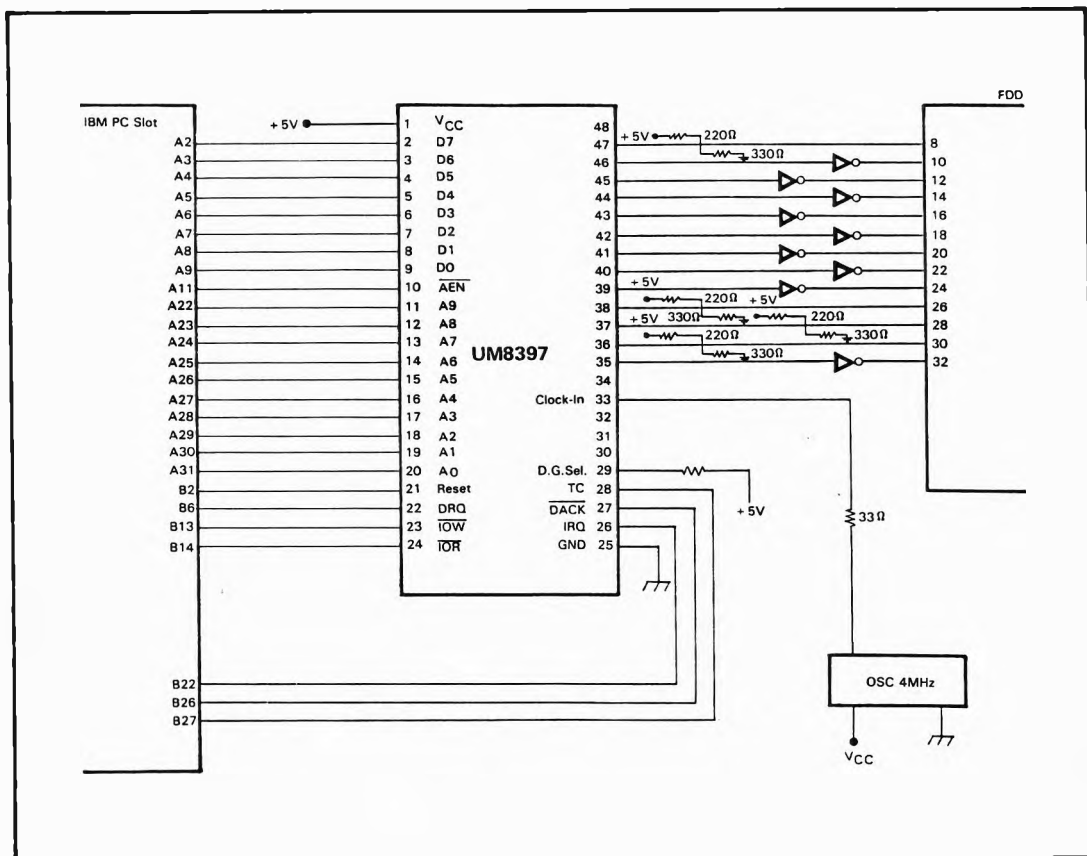 FDD
IBM PC Slot
+5V 1 VCC 48
A2 2 D7 47 +5V 220Ω 8
A3 3 D6 46 330Ω 10
A4 4 D5 45 12
A5 5 D4 44 14
A6 6 D3 43 16
A7 7 D2 42 18
A8 8 D1 41 20
A9 9 D0 40 22
A11 10 AEN 39 +5V 24
A22 11 A9 38 220Ω +5V 26
A23 12 A8 37 +5V 330Ω 220Ω 28
A24 13 A7 36 220Ω 330Ω 30
UM8397
A25 14 A6 35 330Ω 32
A26 15 A5 34
A27 16 A4 Clock-In 33
A28 17 A3 32
A29 18 A2 31
A30 19 A1 30
A31 20 A0 D.G.Sel. 29
B2 21 Reset TC 28 +5V
B6 22 DRQ DACK 27
B13 23 IOW IRQ 26 33Ω
B14 24 IOR GND 25
B22
OSC 4MHz
B26
B27
VCC